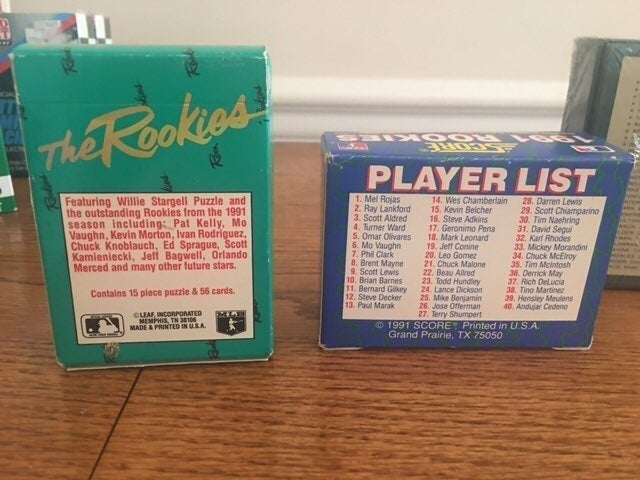 The Rookies
Featuring Willie Stargell Puzzle and
the outstanding Rookies from the 1991
season including: Pat Kelly, Mo
Vaughn, Kevin Morton, Ivan Rodriguez,
Chuck Knoblauch, Ed Sprague, Scott
Kamieniecki, Jeff Bagwell, Orlando
Merced and many other future stars.
Contains 15 piece puzzle & 56 cards.
©LEAF, INCORPORATED
MEMPHIS, TN 38106
MADE & PRINTED IN U.S.A.
1991 ROOKIES
SCORE
PLAYER LIST
1. Mel Rojas
2. Ray Lankford
3. Scott Aldred
4. Turner Ward
5. Omar Olivares
6. Mo Vaughn
7. Phil Clark
8. Brent Mayne
9. Scott Lewis
10. Brian Barnes
11. Bernard Gilkey
12. Steve Decker
13. Paul Marak
14. Wes Chamberlain
15. Kevin Belcher
16. Steve Adkins
17. Geronimo Pena
18. Mark Leonard
19. Jeff Conine
20. Leo Gomez
21. Chuck Malone
22. Beau Allred
23. Todd Hundley
24. Lance Dickson
25. Mike Benjamin
26. Jose Offerman
27. Terry Shumpert
28. Darren Lewis
29. Scott Chiamparino
30. Tim Naehring
31. David Segui
32. Karl Rhodes
33. Mickey Morandini
34. Chuck McElroy
35. Tim McIntosh
36. Derrick May
37. Rich DeLucia
38. Tino Martinez
39. Hensley Meulens
40. Andujar Cedeno
© 1991 SCORE Printed in U.S.A.
Grand Prairie, TX 75050